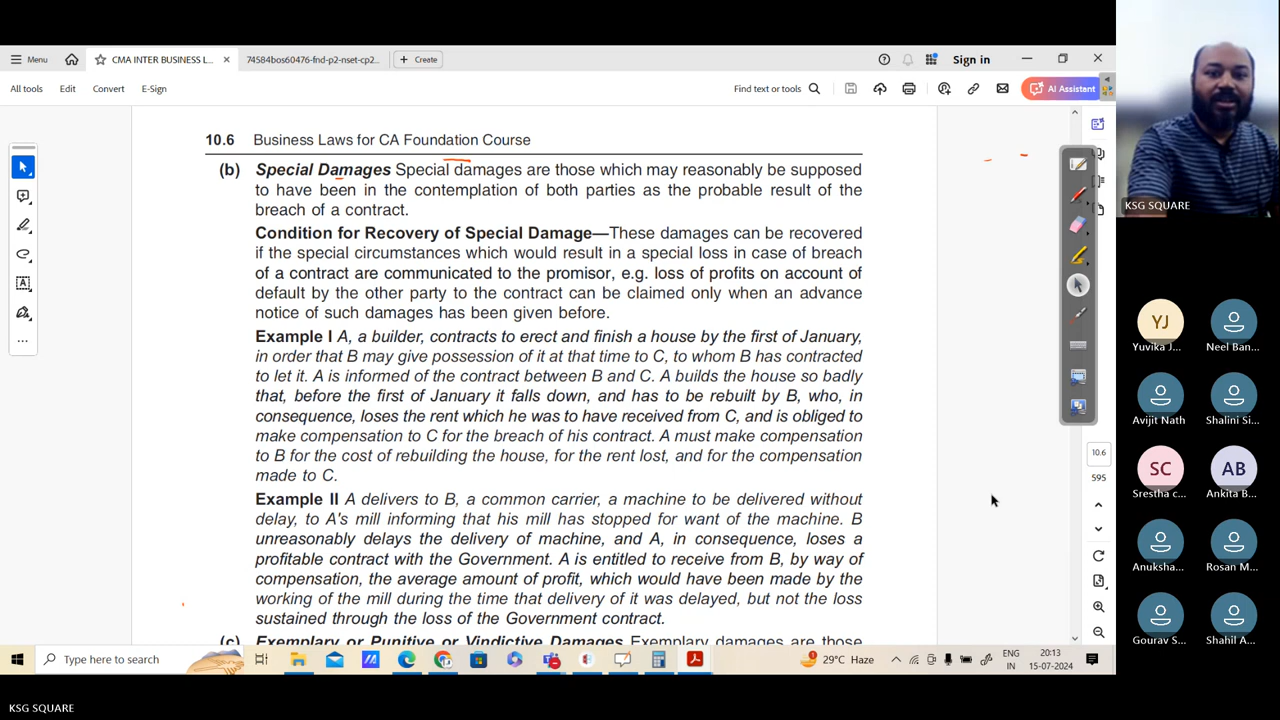 Menu
CMA INTER BUSINESS L...
74584bos60476-fnd-p2-nset-cp2...
Create
Sign in
All tools
Edit
Convert
E-Sign
Find text or tools
AI Assistant
10.6 Business Laws for CA Foundation Course
(b) Special Damages Special damages are those which may reasonably be supposed
to have been in the contemplation of both parties as the probable result of the
breach of a contract.
Condition for Recovery of Special Damage—These damages can be recovered
if the special circumstances which would result in a special loss in case of breach
of a contract are communicated to the promisor, e.g. loss of profits on account of
default by the other party to the contract can be claimed only when an advance
notice of such damages has been given before.
Example I A, a builder, contracts to erect and finish a house by the first of January,
in order that B may give possession of it at that time to C, to whom B has contracted
to let it. A is informed of the contract between B and C. A builds the house so badly
that, before the first of January it falls down, and has to be rebuilt by B, who, in
consequence, loses the rent which he was to have received from C, and is obliged to
make compensation to C for the breach of his contract. A must make compensation
to B for the cost of rebuilding the house, for the rent lost, and for the compensation
made to C.
Example II A delivers to B, a common carrier, a machine to be delivered without
delay, to A's mill informing that his mill has stopped for want of the machine. B
unreasonably delays the delivery of machine, and A, in consequence, loses a
profitable contract with the Government. A is entitled to receive from B, by way of
compensation, the average amount of profit, which would have been made by the
working of the mill during the time that delivery of it was delayed, but not the loss
sustained through the loss of the Government contract.
(c) Exemplary or Punitive or Vindictive Damages Exemplary damages are those
10.6
595
KSG SQUARE
YJ
Yuvika J...
Neel Ban...
Avijit Nath
Shalini Si...
SC
Srestha c...
AB
Ankita B...
Anuksha...
Rosan M...
Gourav S...
Shahil A...
Type here to search
29°C Haze
ENG
IN
20:13
15-07-2024
KSG SQUARE